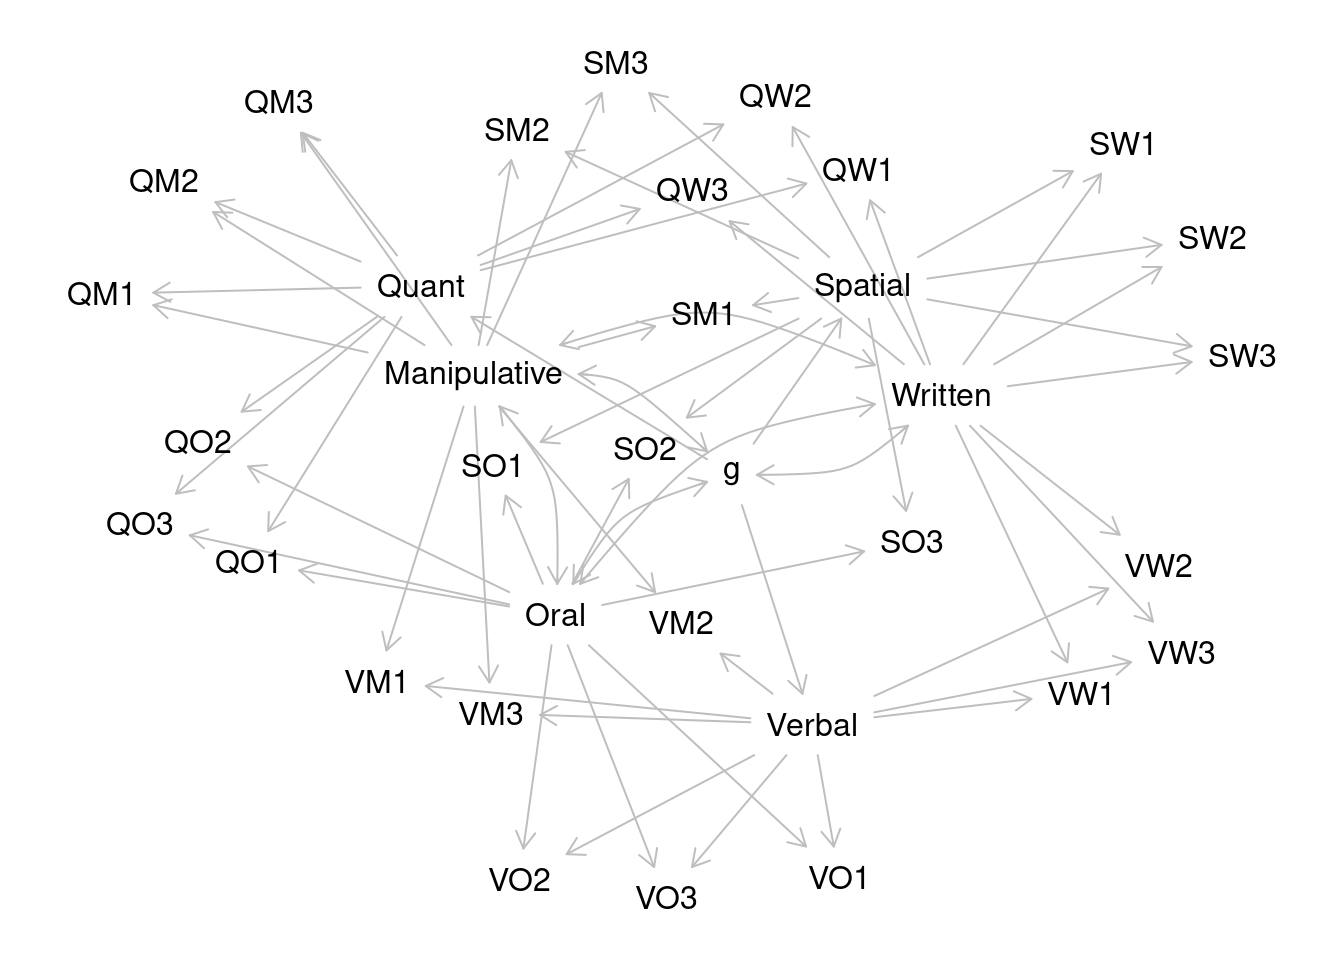 SM3
QM3
QW2
SM2
SW1
QM2
QW3
QW1
SW2
QM1
Quant
Spatial
SM1
SW3
Manipulative
Written
QO2
SO1
SO2
g
QO3
QO1
SO3
VW2
Oral
VM2
VW3
VM1
VM3
Verbal
VW1
VO2
VO3
VO1